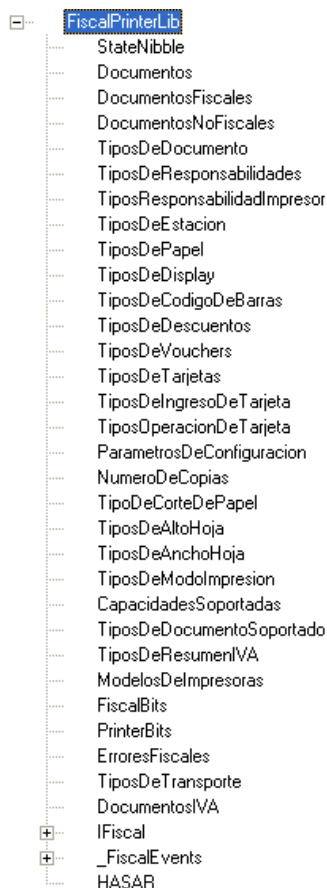 FiscalPrinterLib
StateNibble
Documentos
DocumentosFiscales
DocumentosNoFiscales
TiposDeDocumento
TiposDeResponsabilidades
TiposResponsabilidadImpresor
TiposDeEstacion
TiposDePapel
TiposDeDisplay
TiposDeCodigoDeBarras
TiposDeDescuentos
TiposDeVouchers
TiposDeTarjetas
TiposDeIngresoDeTarjeta
TiposOperacionDeTarjeta
ParametrosDeConfiguracion
NumeroDeCopias
TipoDeCorteDePapel
TiposDeAltoHoja
TiposDeAnchoHoja
TiposDeModoImpresion
CapacidadesSoportadas
TiposDeDocumentoSoportado
TiposDeResumenIVA
ModelosDeImpresoras
FiscalBits
PrinterBits
ErroresFiscales
TiposDeTransporte
DocumentosIVA
IFiscal
_FiscalEvents
HASAR